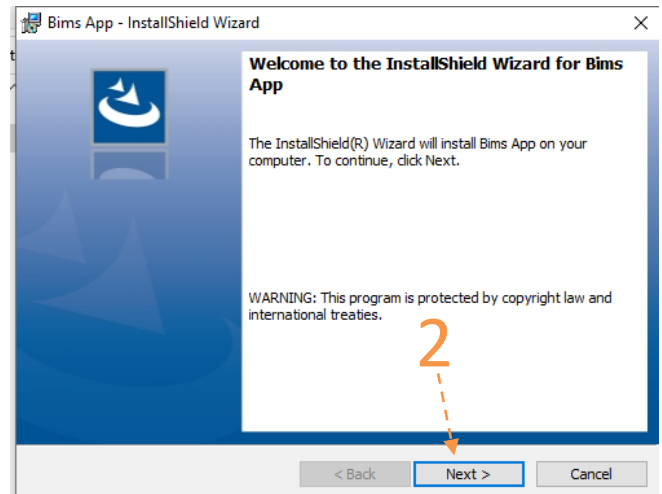 Bims App - InstallShield Wizard
Welcome to the InstallShield Wizard for Bims
App
The InstallShield(R) Wizard will install Bims App on your
computer. To continue, click Next.
WARNING: This program is protected by copyright law and
international treaties.
2
< Back Next > Cancel